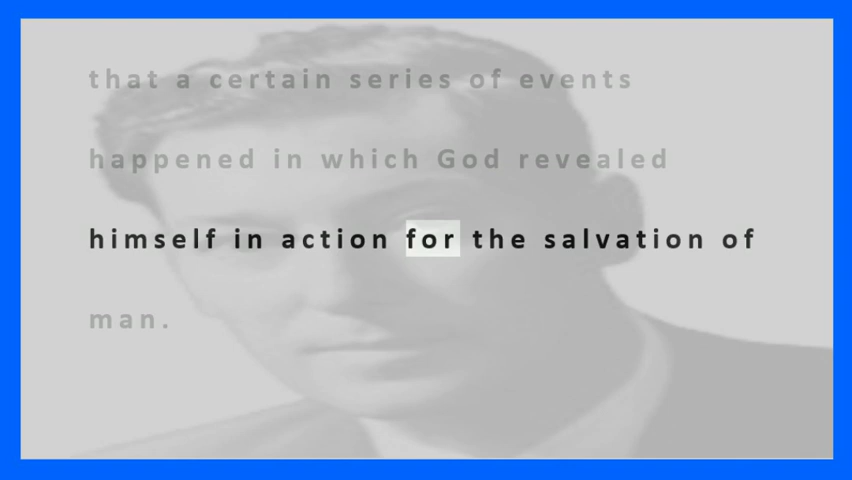 that a certain series of events
happened in which God revealed
himself in action for the salvation of
man.